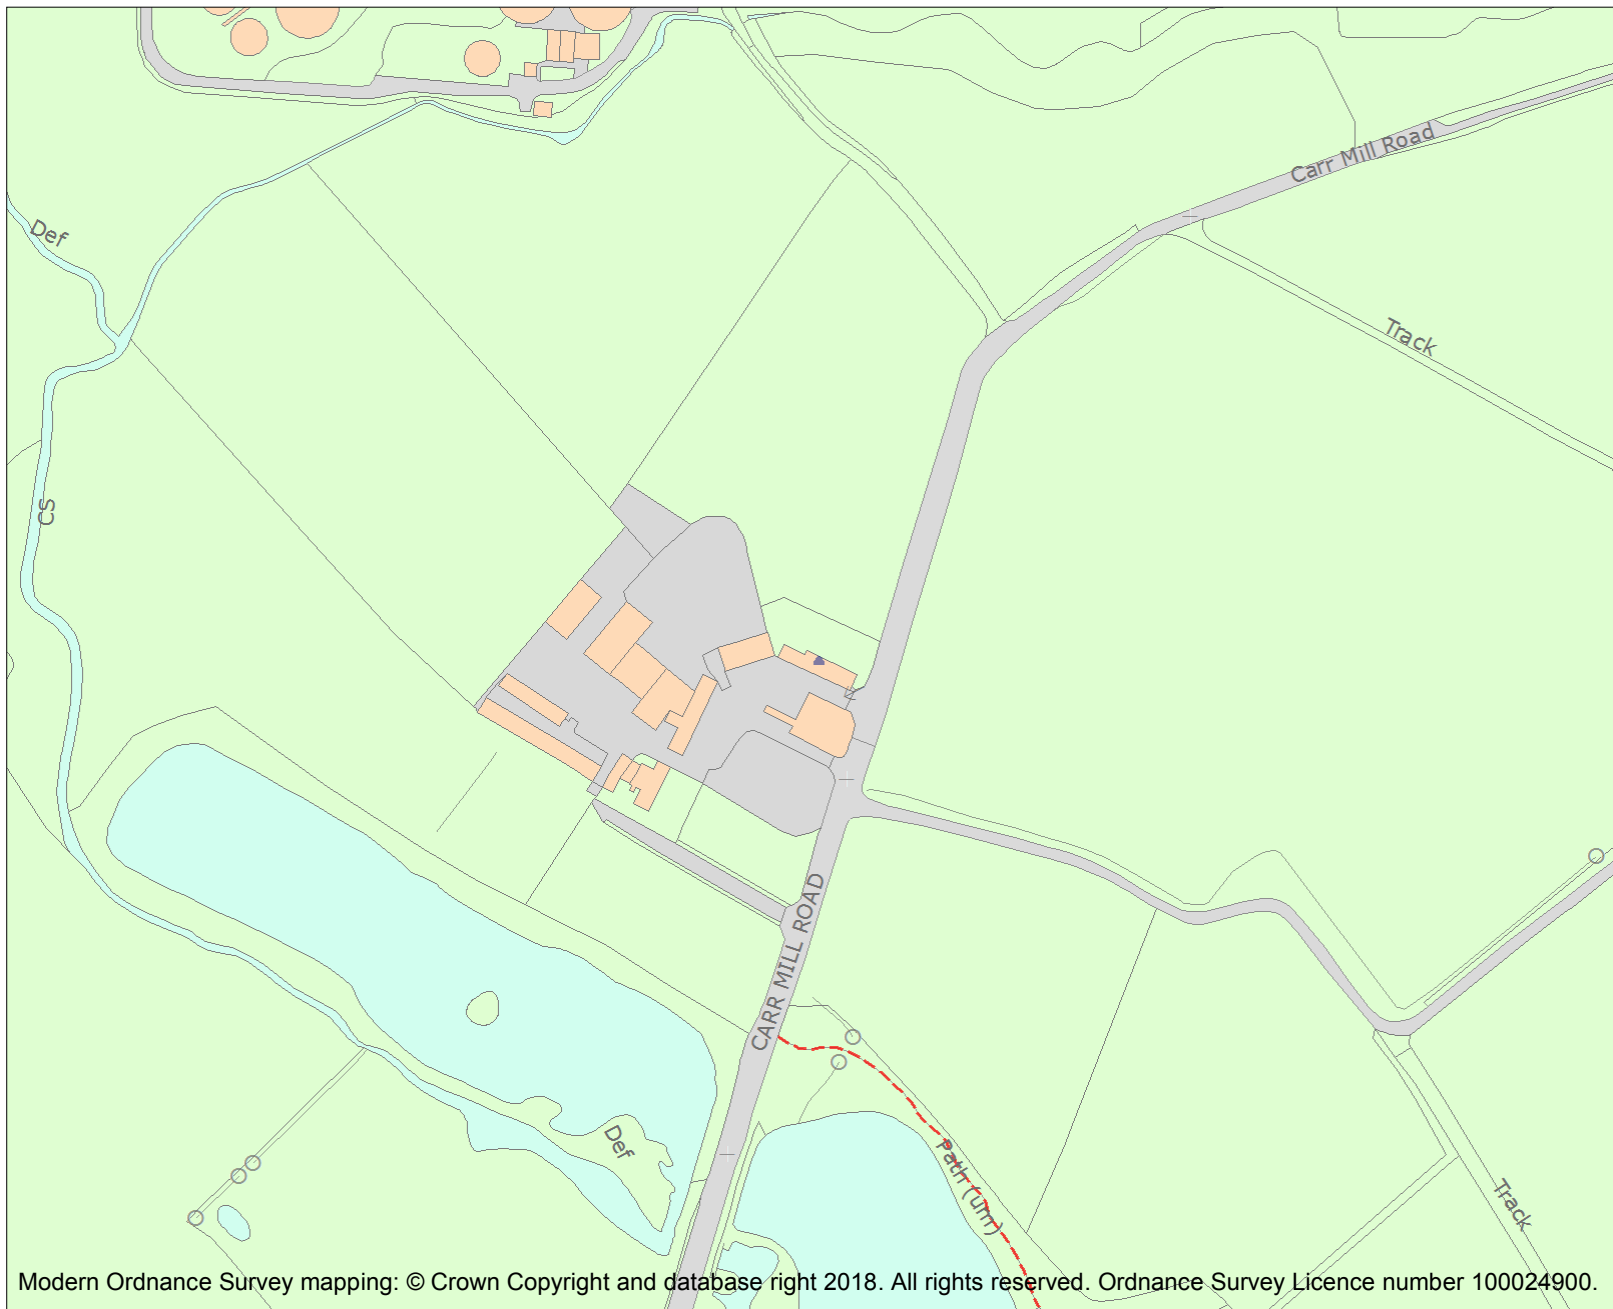 Carr Mill Road
Def
Track
CS
CARR MILL ROAD
Def
Path (um)
Track
Modern Ordnance Survey mapping: © Crown Copyright and database right 2018. All rights reserved. Ordnance Survey Licence number 100024900.